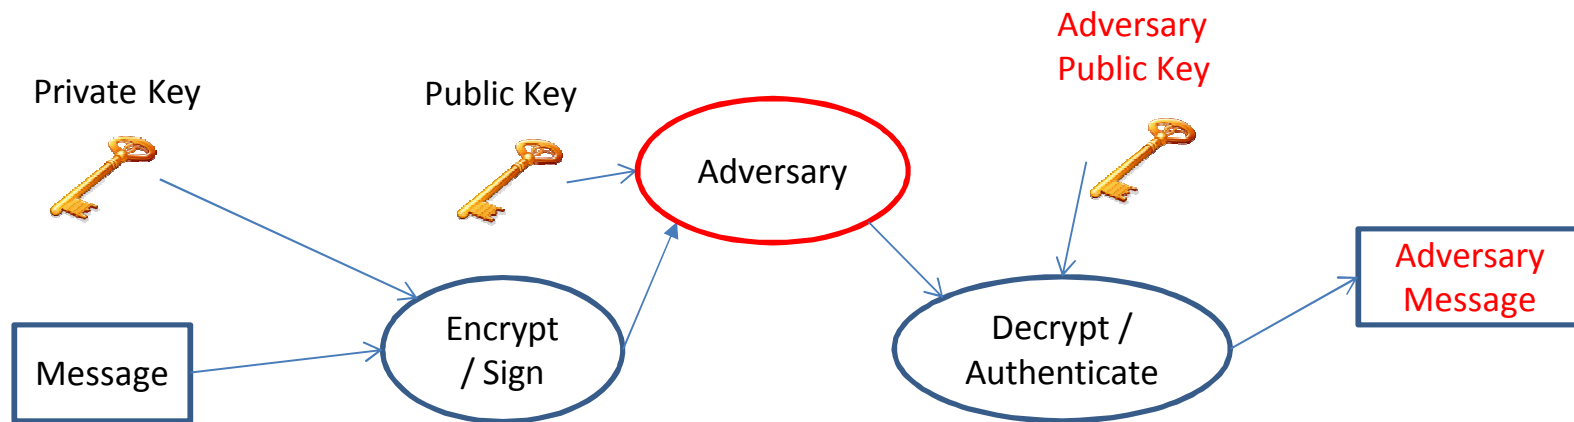 Private Key
Public Key
Adversary
Public Key
Adversary
Message
Encrypt
/ Sign
Decrypt /
Authenticate
Adversary
Message